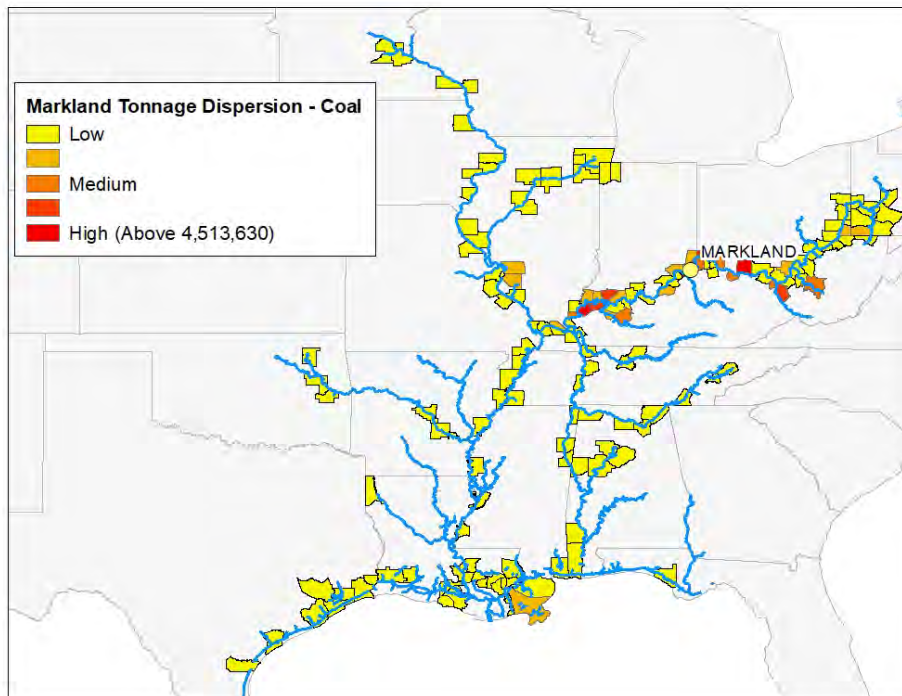 Markland Tonnage Dispersion - Coal
Low
Medium
High (Above 4,513,630)
MARKLAND